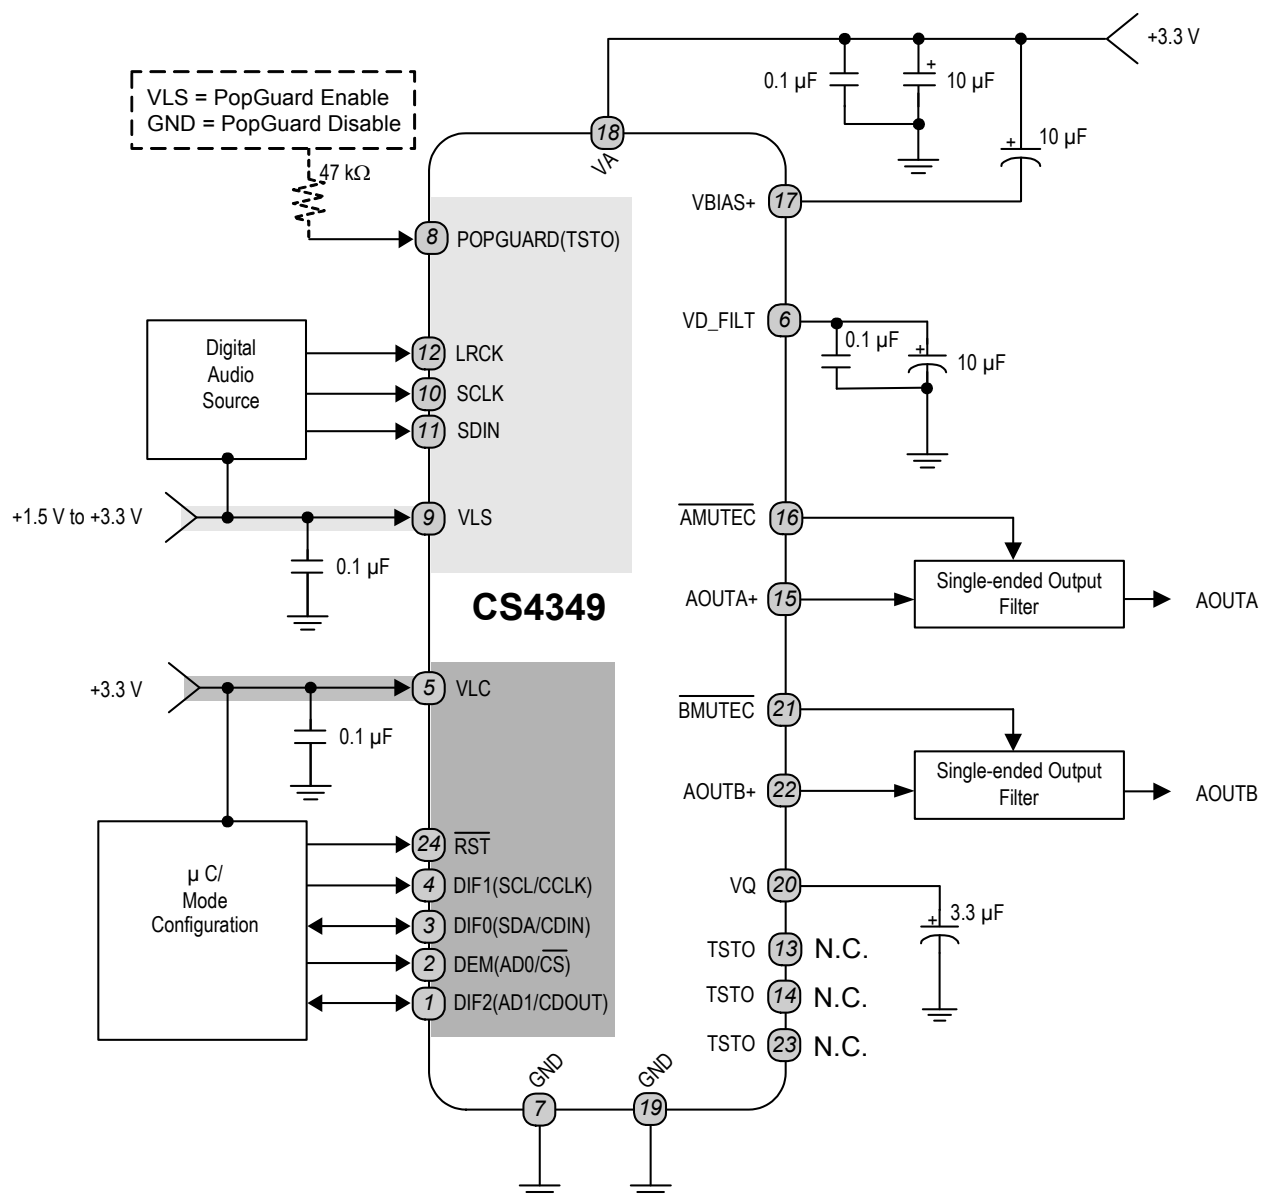 +3.3 V
0.1 µF
10 µF
VLS = PopGuard Enable
GND = PopGuard Disable
18
VA
10 µF
47 kΩ
VBIAS+
17
8
POPGUARD(TSTO)
VD_FILT
6
0.1 µF
10 µF
Digital
Audio
Source
12
LRCK
10
SCLK
11
SDIN
+1.5 V to +3.3 V
9
VLS
0.1 µF
AMUTEC
16
Single-ended Output
Filter
AOUTA+
15
AOUTA
CS4349
+3.3 V
5
VLC
0.1 µF
BMUTEC
21
Single-ended Output
Filter
AOUTB+
22
AOUTB
µ C/
Mode
Configuration
24
RST
4
DIF1(SCL/CCLK)
3
DIF0(SDA/CDIN)
2
DEM(AD0/CS)
1
DIF2(AD1/CDOUT)
VQ
20
3.3 µF
TSTO
13
N.C.
TSTO
14
N.C.
TSTO
23
N.C.
GND
7
GND
19